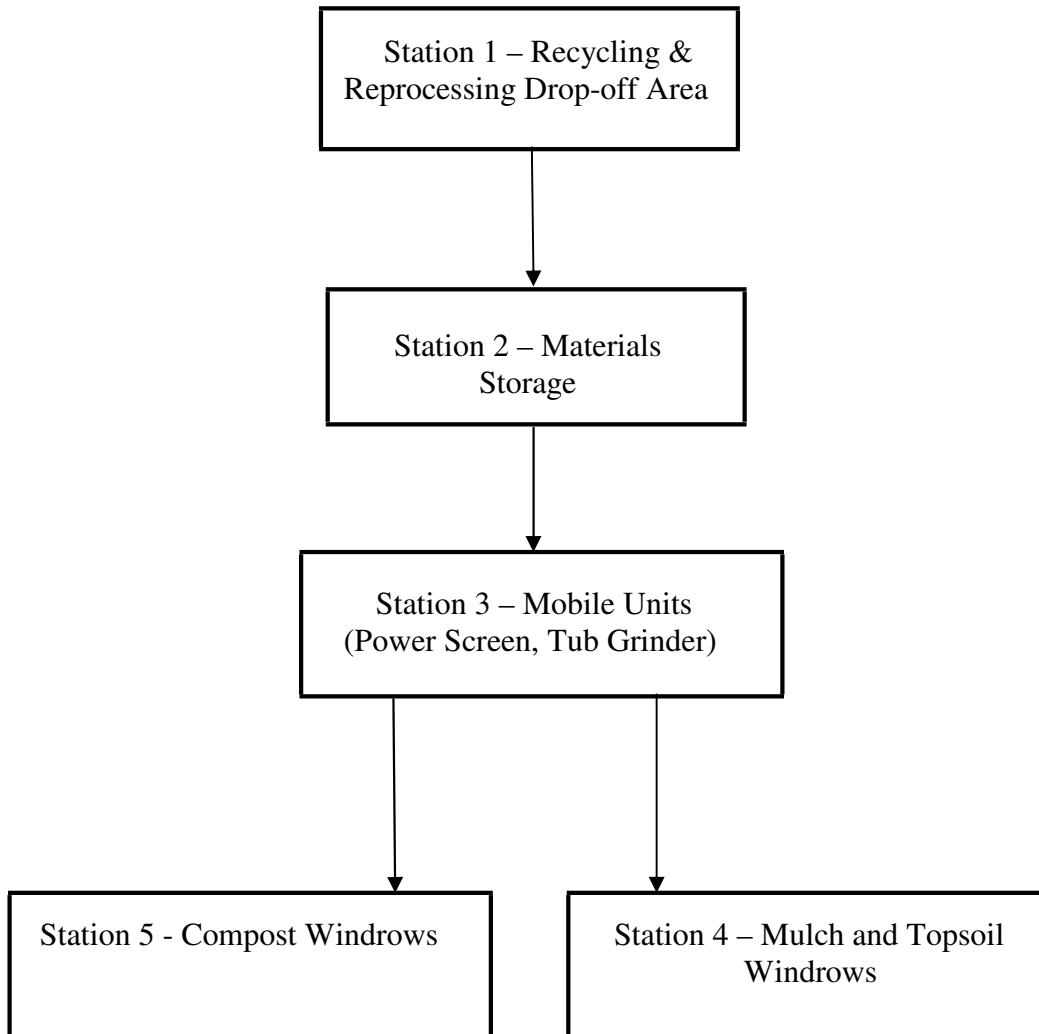 Station 1 – Recycling &
Reprocessing Drop-off Area
Station 2 – Materials
Storage
Station 3 – Mobile Units
(Power Screen, Tub Grinder)
Station 5 - Compost Windrows
Station 4 – Mulch and Topsoil
Windrows